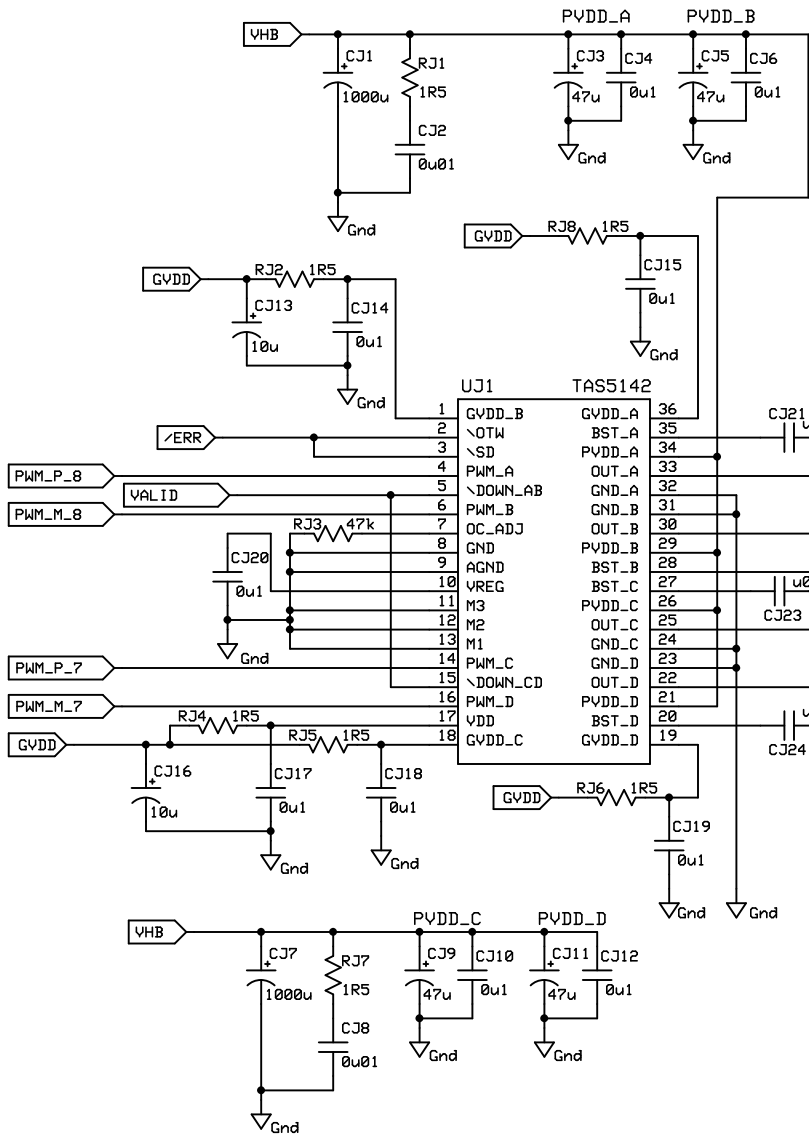 PVDD_A PVDD_B
VHB
CJ1 RJ1 CJ3 CJ4 CJ5 CJ6
1000u 1R5 47u 0u1 47u 0u1
CJ2
0u01
Gnd Gnd
Gnd
GVDD RJ8 1R5
GVDD RJ2 1R5 CJ15
0u1
CJ13 CJ14
10u 0u1
Gnd
Gnd
UJ1 TAS5142
1 GVDD_B GVDD_A 36
/ERR 2 \OTW BST_A 35 CJ21
3 \SD PVDD_A 34
PWM_P_8 4 PWM_A OUT_A 33
VALID 5 \DOWN_AB GND_A 32
PWM_M_8 6 PWM_B GND_B 31
RJ3 47k 7 OC_ADJ OUT_B 30
8 GND PVDD_B 29
CJ20 9 AGND BST_B 28
0u1 10 VREG BST_C 27 CJ23
11 M3 PVDD_C 26
12 M2 OUT_C 25
Gnd 13 M1 GND_C 24
PWM_P_7 14 PWM_C GND_D 23
15 \DOWN_CD OUT_D 22
PWM_M_7 16 PWM_D PVDD_D 21
RJ4 1R5 17 VDD BST_D 20 CJ24
GVDD RJ5 1R5 18 GVDD_C GVDD_D 19
CJ16 CJ17 CJ18
10u 0u1 0u1
GVDD RJ6 1R5
CJ19
0u1
Gnd Gnd
Gnd Gnd
PVDD_C PVDD_D
VHB
CJ7 RJ7 CJ9 CJ10 CJ11 CJ12
1000u 1R5 47u 0u1 47u 0u1
CJ8
0u01
Gnd Gnd
Gnd